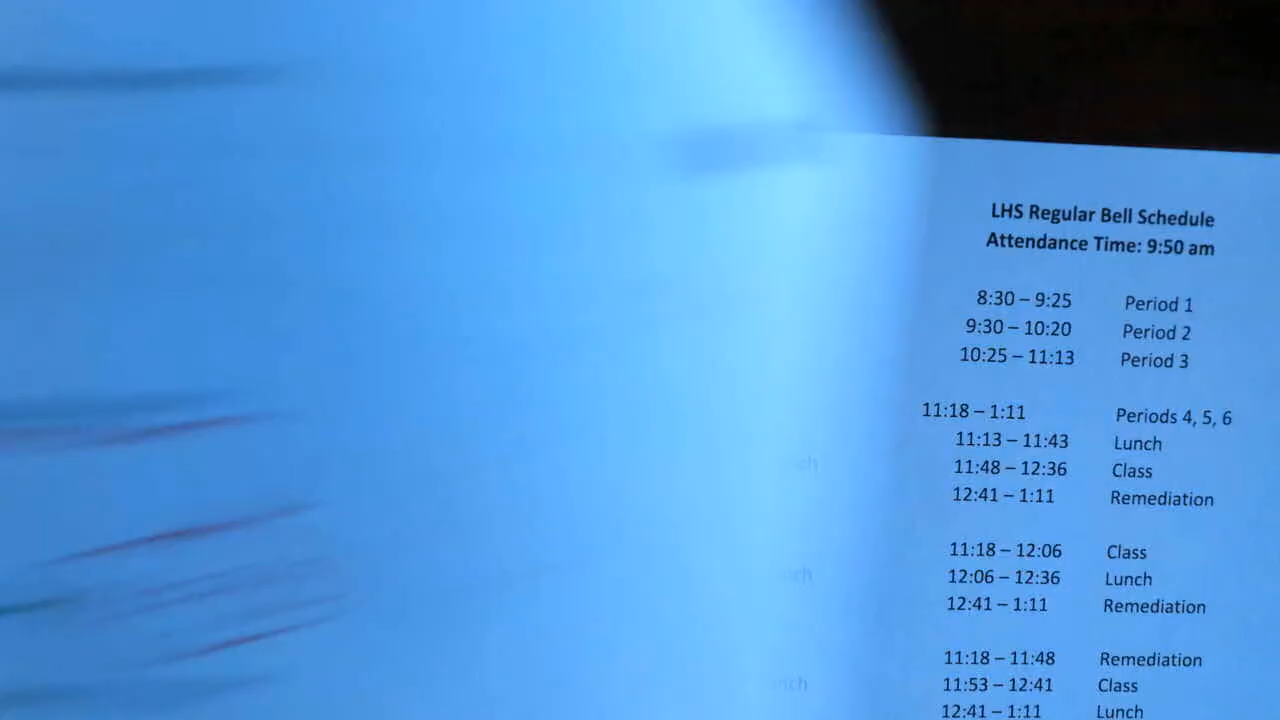 LHS Regular Bell Schedule
Attendance Time: 9:50 am
8:30 – 9:25 Period 1
9:30 – 10:20 Period 2
10:25 – 11:13 Period 3
11:18 – 1:11 Periods 4, 5, 6
11:13 – 11:43 Lunch
11:48 – 12:36 Class
12:41 – 1:11 Remediation
11:18 – 12:06 Class
12:06 – 12:36 Lunch
12:41 – 1:11 Remediation
11:18 – 11:48 Remediation
11:53 – 12:41 Class
12:41 – 1:11 Lunch